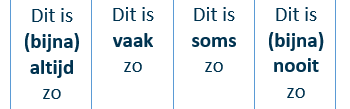 Dit is
(bijna)
altijd
zo
Dit is
vaak
zo
Dit is
soms
zo
Dit is
(bijna)
nooit
zo